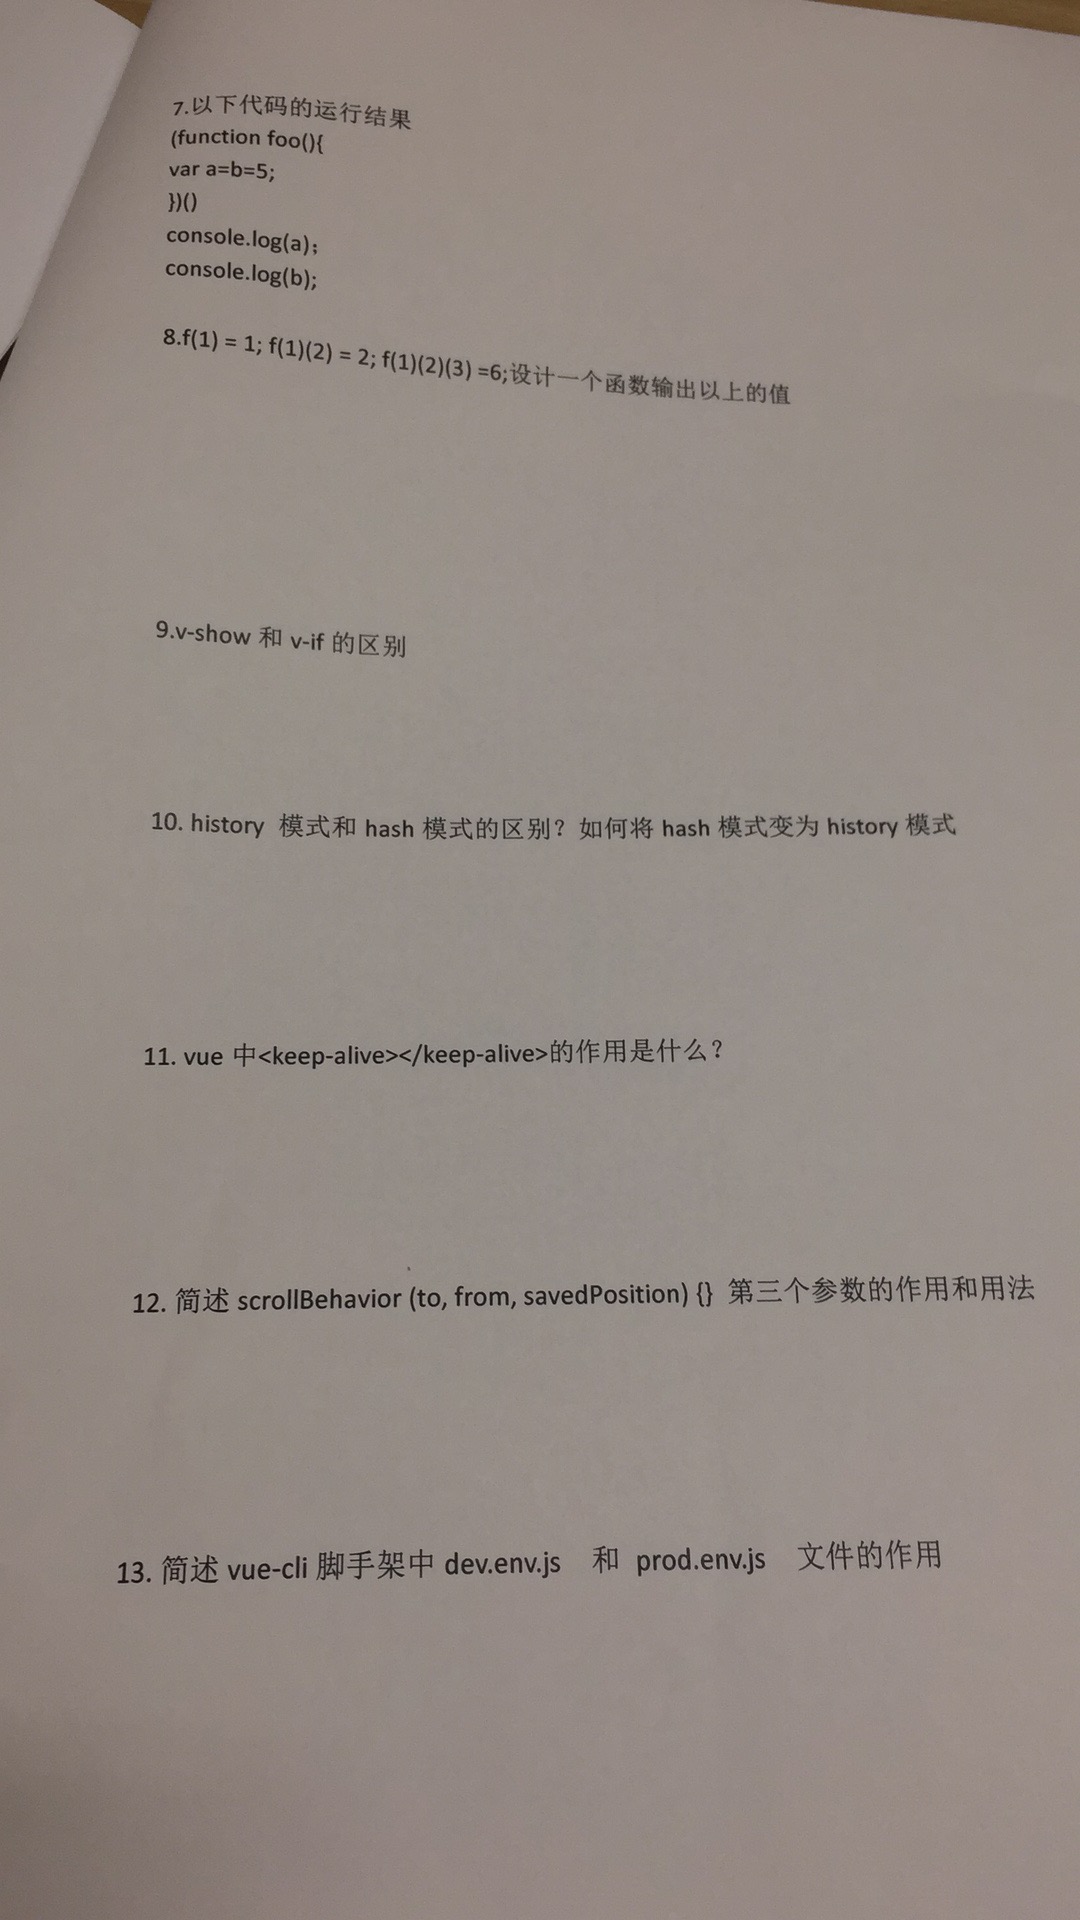 7.以下代码的运行结果
(function foo(){
var a=b=5;
})()
console.log(a)；
console.log(b);
8.f(1) = 1; f(1)(2) = 2; f(1)(2)(3) =6;设计一个函数输出以上的值
9.v-show 和 v-if 的区别
10. history 模式和 hash 模式的区别？如何将 hash 模式变为 history 模式
11. vue 中<keep-alive></keep-alive>的作用是什么？
12. 简述 scrollBehavior (to, from, savedPosition) {} 第三个参数的作用和用法
13. 简述 vue-cli 脚手架中 dev.env.js 和 prod.env.js 文件的作用